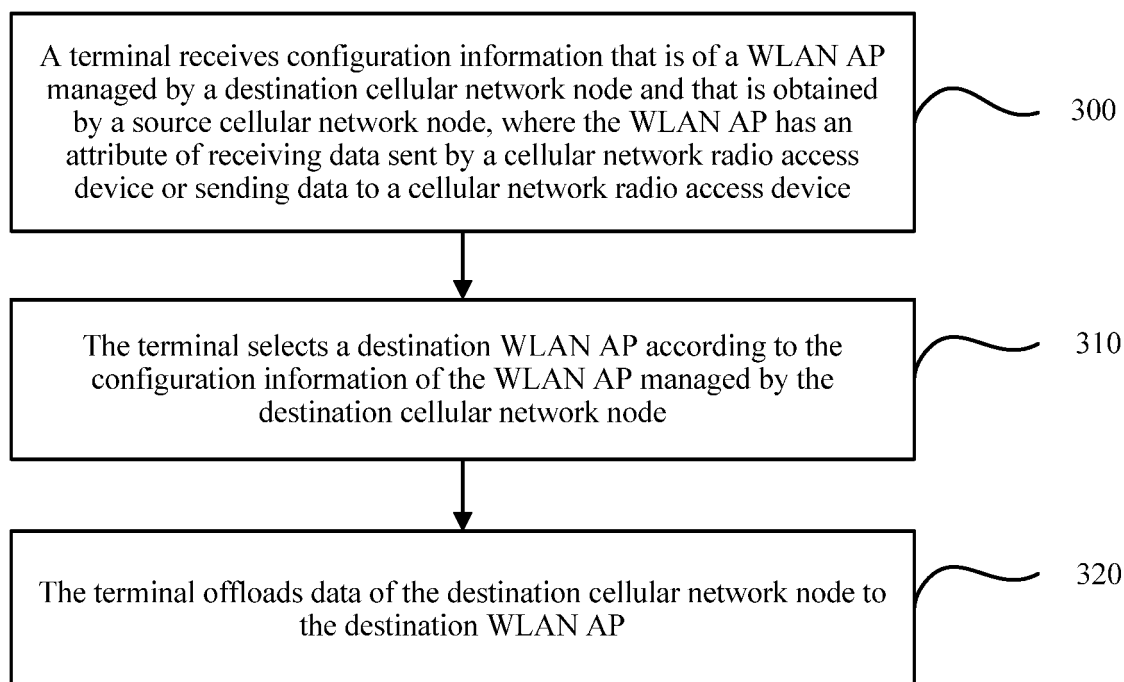 A terminal receives configuration information that is of a WLAN AP
managed by a destination cellular network node and that is obtained
by a source cellular network node, where the WLAN AP has an
attribute of receiving data sent by a cellular network radio access
device or sending data to a cellular network radio access device
300
The terminal selects a destination WLAN AP according to the
configuration information of the WLAN AP managed by the
destination cellular network node
310
The terminal offloads data of the destination cellular network node to
the destination WLAN AP
320